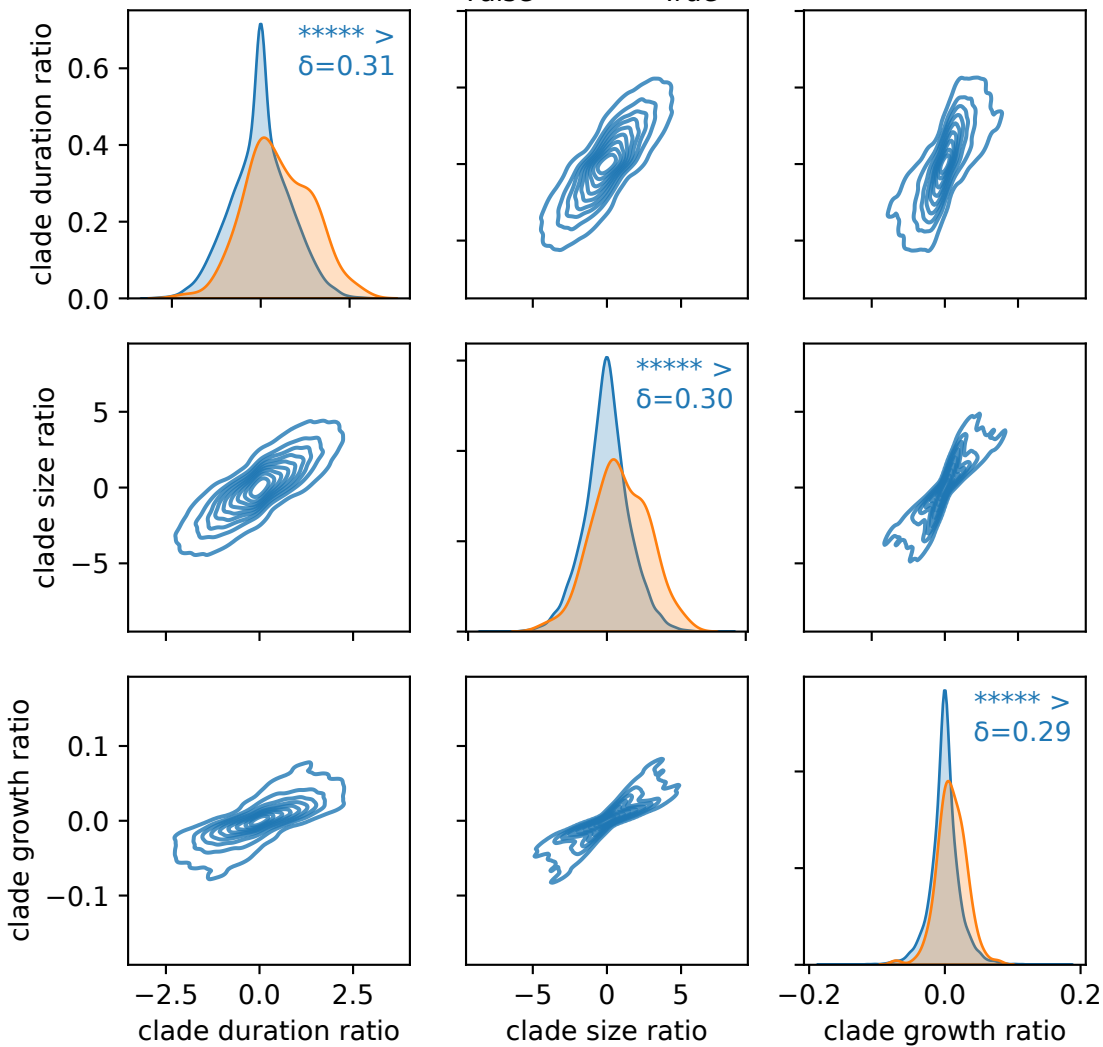 ***** >
δ=0.31
clade duration ratio
0.6
0.4
0.2
0.0
***** >
δ=0.30
clade size ratio
5
0
−5
***** >
δ=0.29
clade growth ratio
0.1
0.0
−0.1
−2.5 0.0 2.5 −5 0 5 −0.2 0.0 0.2
clade duration ratio clade size ratio clade growth ratio